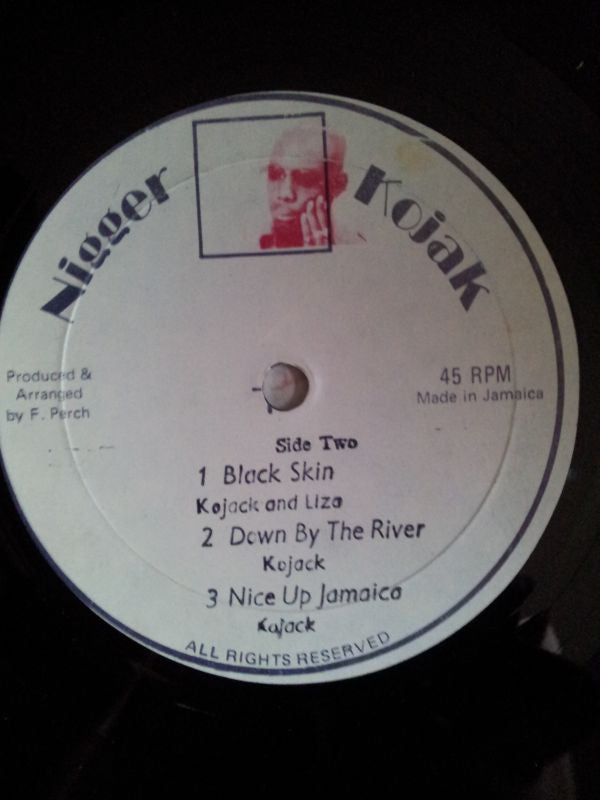 Nigger Kojak
Produced &
Arranged
by F. Perch
45 RPM
Made in Jamaica
Side Two
1 Black Skin
Kojack and Liza
2 Down By The River
Kojack
3 Nice Up Jamaica
Kojack
ALL RIGHTS RESERVED